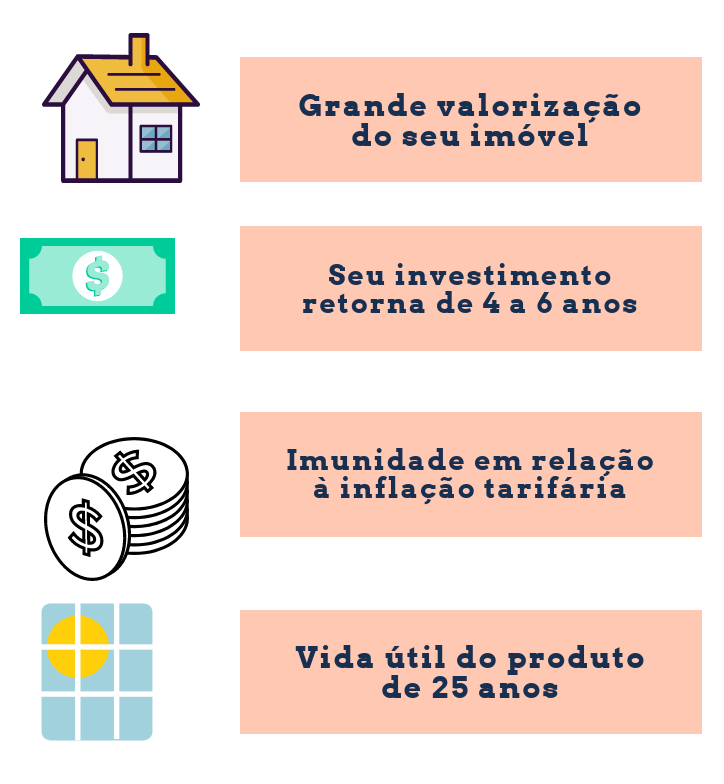 Grande valorização
do seu imóvel
$
Seu investimento
retorna de 4 a 6 anos
$
$
Imunidade em relação
à inflação tarifária
Vida útil do produto
de 25 anos